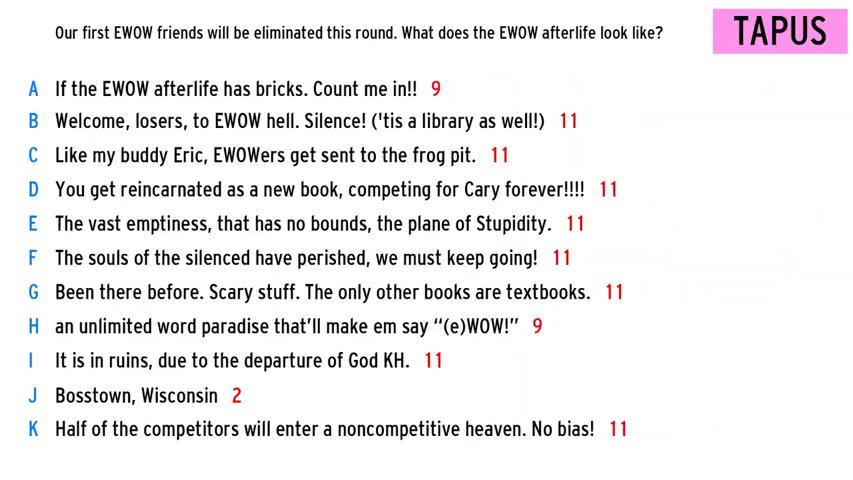 Our first EWOW friends will be eliminated this round. What does the EWOW afterlife look like?
TAPUS
A If the EWOW afterlife has bricks. Count me in!! 9
B Welcome, losers, to EWOW hell. Silence! ('tis a library as well!) 11
C Like my buddy Eric, EWOWers get sent to the frog pit. 11
D You get reincarnated as a new book, competing for Cary forever!!!! 11
E The vast emptiness, that has no bounds, the plane of Stupidity. 11
F The souls of the silenced have perished, we must keep going! 11
G Been there before. Scary stuff. The only other books are textbooks. 11
H an unlimited word paradise that'll make em say “(e)WOW!” 9
I It is in ruins, due to the departure of God KH. 11
J Bosstown, Wisconsin 2
K Half of the competitors will enter a noncompetitive heaven. No bias! 11